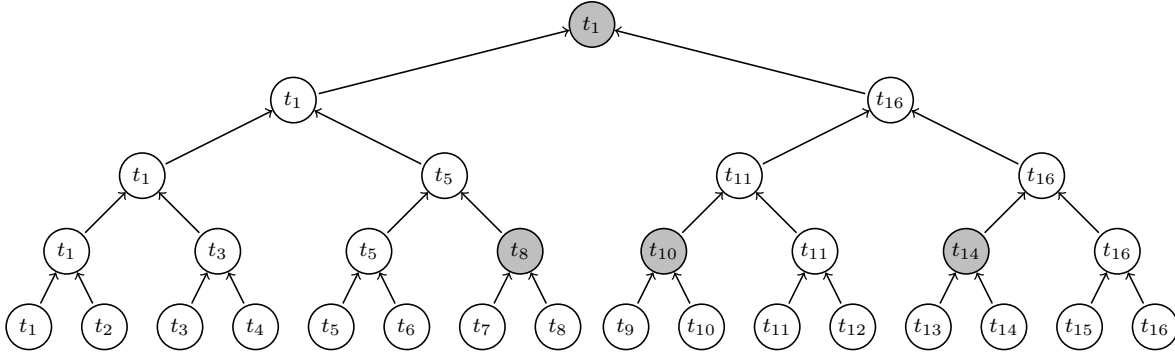 t₁
t₁ t₁₆
t₁ t₅ t₁₁ t₁₆
t₁ t₃ t₅ t₈ t₁₀ t₁₁ t₁₄ t₁₆
t₁ t₂ t₃ t₄ t₅ t₆ t₇ t₈ t₉ t₁₀ t₁₁ t₁₂ t₁₃ t₁₄ t₁₅ t₁₆